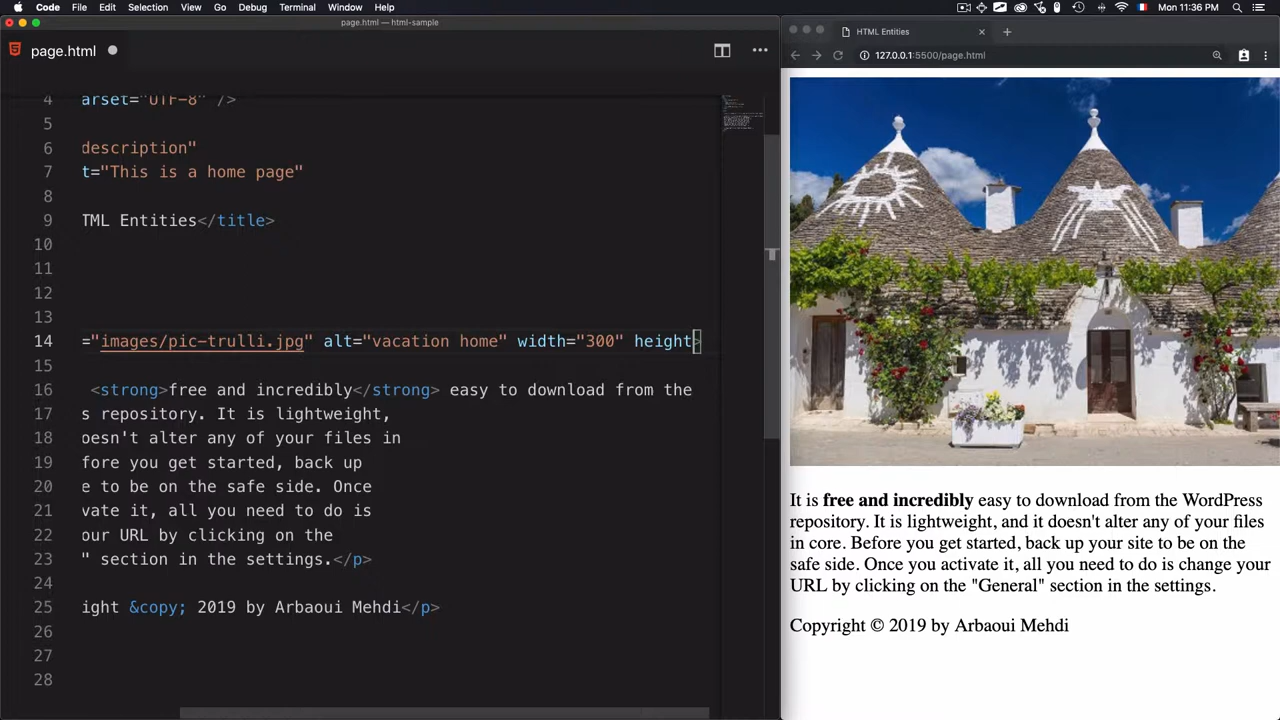 Code File Edit Selection View Go Debug Terminal Window Help Mon 11:36 PM
page.html — html-sample
page.html
4 arset="UTF-8" />
5
6 description"
7 t="This is a home page"
8
9 TML Entities</title>
10
11
12
13
14 ="images/pic-trulli.jpg" alt="vacation home" width="300" height>
15
16 <strong>free and incredibly</strong> easy to download from the
17 s repository. It is lightweight,
18 oesn't alter any of your files in
19 fore you get started, back up
20 e to be on the safe side. Once
21 vate it, all you need to do is
22 our URL by clicking on the
23 " section in the settings.</p>
24
25 ight &copy; 2019 by Arbaoui Mehdi</p>
26
27
28
HTML Entities
127.0.0.1:5500/page.html
It is free and incredibly easy to download from the WordPress
repository. It is lightweight, and it doesn't alter any of your files
in core. Before you get started, back up your site to be on the
safe side. Once you activate it, all you need to do is change your
URL by clicking on the "General" section in the settings.
Copyright © 2019 by Arbaoui Mehdi